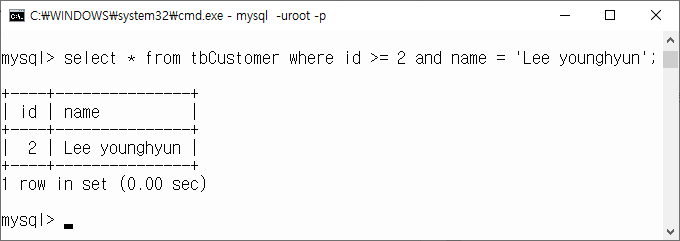 C:₩WINDOWS₩system32₩cmd.exe - mysql  -uroot -p
mysql> select * from tbCustomer where id >= 2 and name = 'Lee younghyun';
+----+---------------+
| id | name          |
+----+---------------+
|  2 | Lee younghyun |
+----+---------------+
1 row in set (0.00 sec)
mysql>